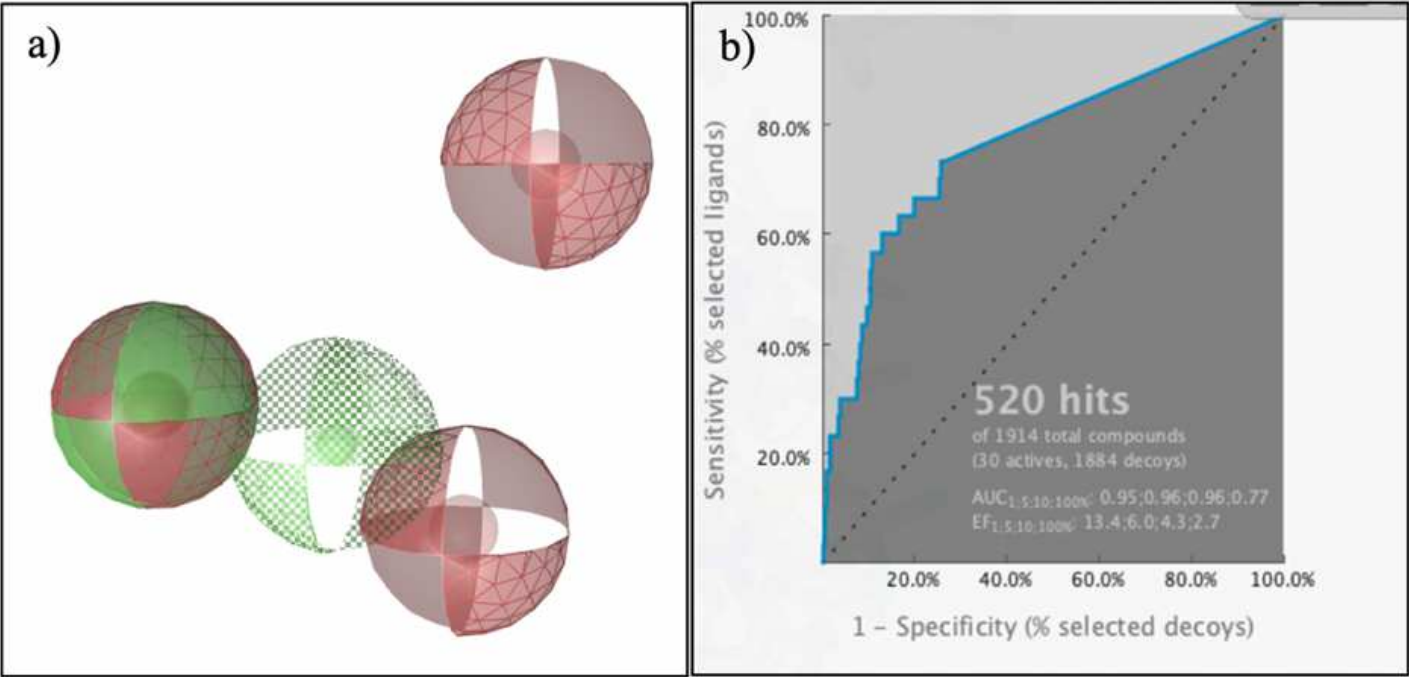 a)
b)
100.0%
80.0%
60.0%
40.0%
20.0%
Sensitivity (% selected ligands)
520 hits
of 1914 total compounds
(30 actives, 1884 decoys)
AUC1;5;10;100%: 0.95;0.96;0.96;0.77
EF1;5;10;100%: 13.4;6.0;4.3;2.7
20.0% 40.0% 60.0% 80.0% 100.0%
1 – Specificity (% selected decoys)